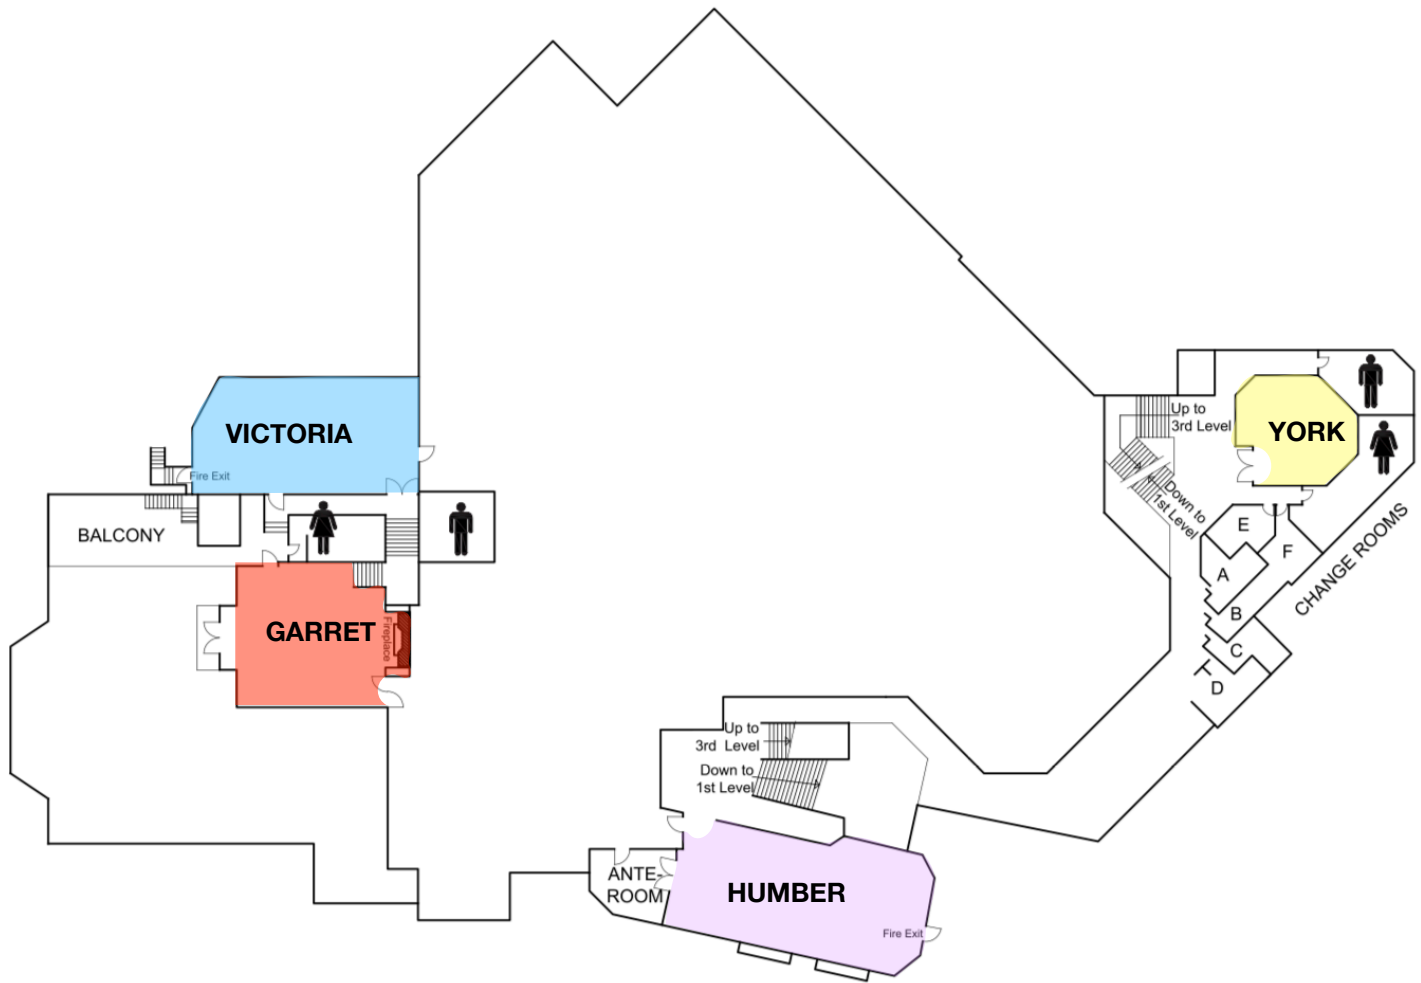 VICTORIA
Fire Exit
BALCONY
GARRET
Fireplace
Up to
3rd Level
Down to
1st Level
YORK
E
F
A
B
C
D
CHANGE ROOMS
Up to
3rd Level
Down to
1st Level
ANTE-
ROOM
HUMBER
Fire Exit